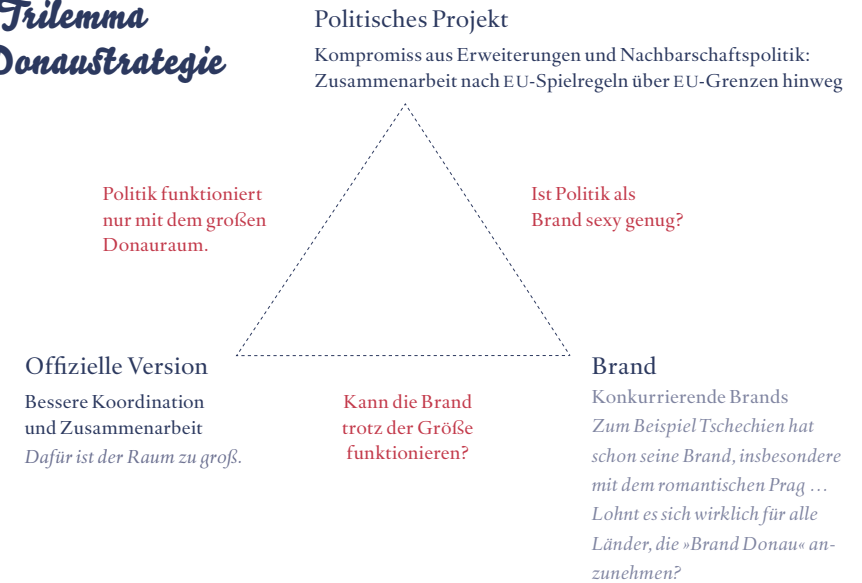 Trilemma
Donaustrategie
Politisches Projekt
Kompromiss aus Erweiterungen und Nachbarschaftspolitik:
Zusammenarbeit nach EU-Spielregeln über EU-Grenzen hinweg
Politik funktioniert
nur mit dem großen
Donauraum.
Ist Politik als
Brand sexy genug?
Offizielle Version
Bessere Koordination
und Zusammenarbeit
Dafür ist der Raum zu groß.
Kann die Brand
trotz der Größe
funktionieren?
Brand
Konkurrierende Brands
Zum Beispiel Tschechien hat
schon seine Brand, insbesondere
mit dem romantischen Prag …
Lohnt es sich wirklich für alle
Länder, die »Brand Donau« an-
zunehmen?